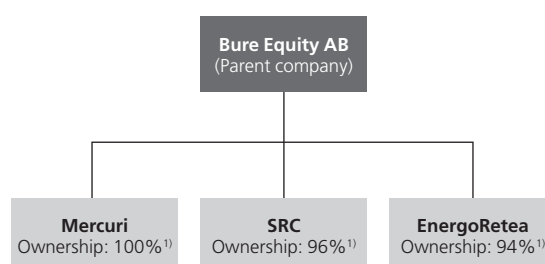 Bure Equity AB
(Parent company)
Mercuri
Ownership: 100%¹⁾
SRC
Ownership: 96%¹⁾
EnergoRetea
Ownership: 94%¹⁾